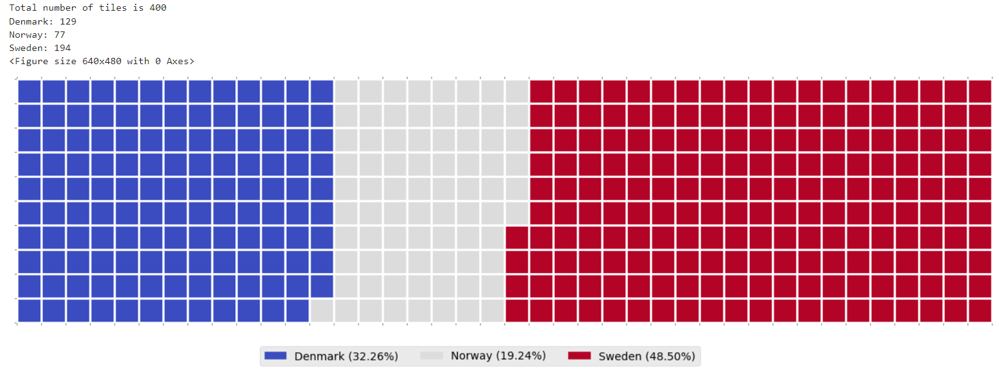 Total number of tiles is 400
Denmark: 129
Norway: 77
Sweden: 194
<Figure size 640x480 with 0 Axes>
Denmark (32.26%) Norway (19.24%) Sweden (48.50%)